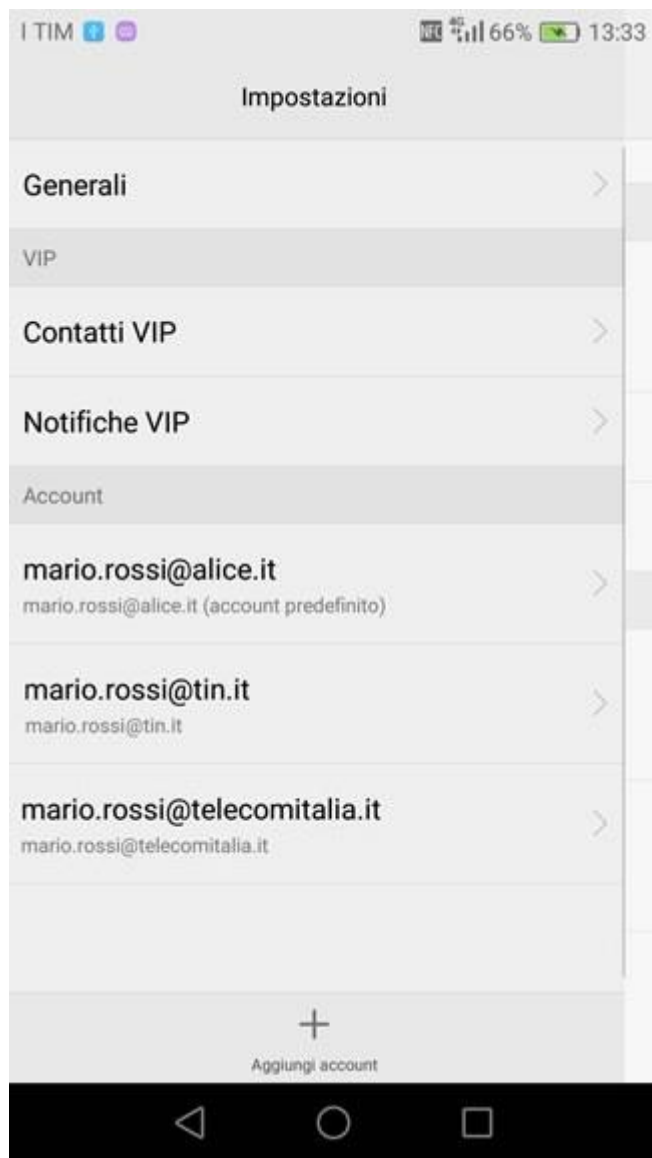 I TIM NFC 4G 66% 13:33
Impostazioni
Generali
VIP
Contatti VIP
Notifiche VIP
Account
mario.rossi@alice.it
mario.rossi@alice.it (account predefinito)
mario.rossi@tin.it
mario.rossi@tin.it
mario.rossi@telecomitalia.it
mario.rossi@telecomitalia.it
Aggiungi account